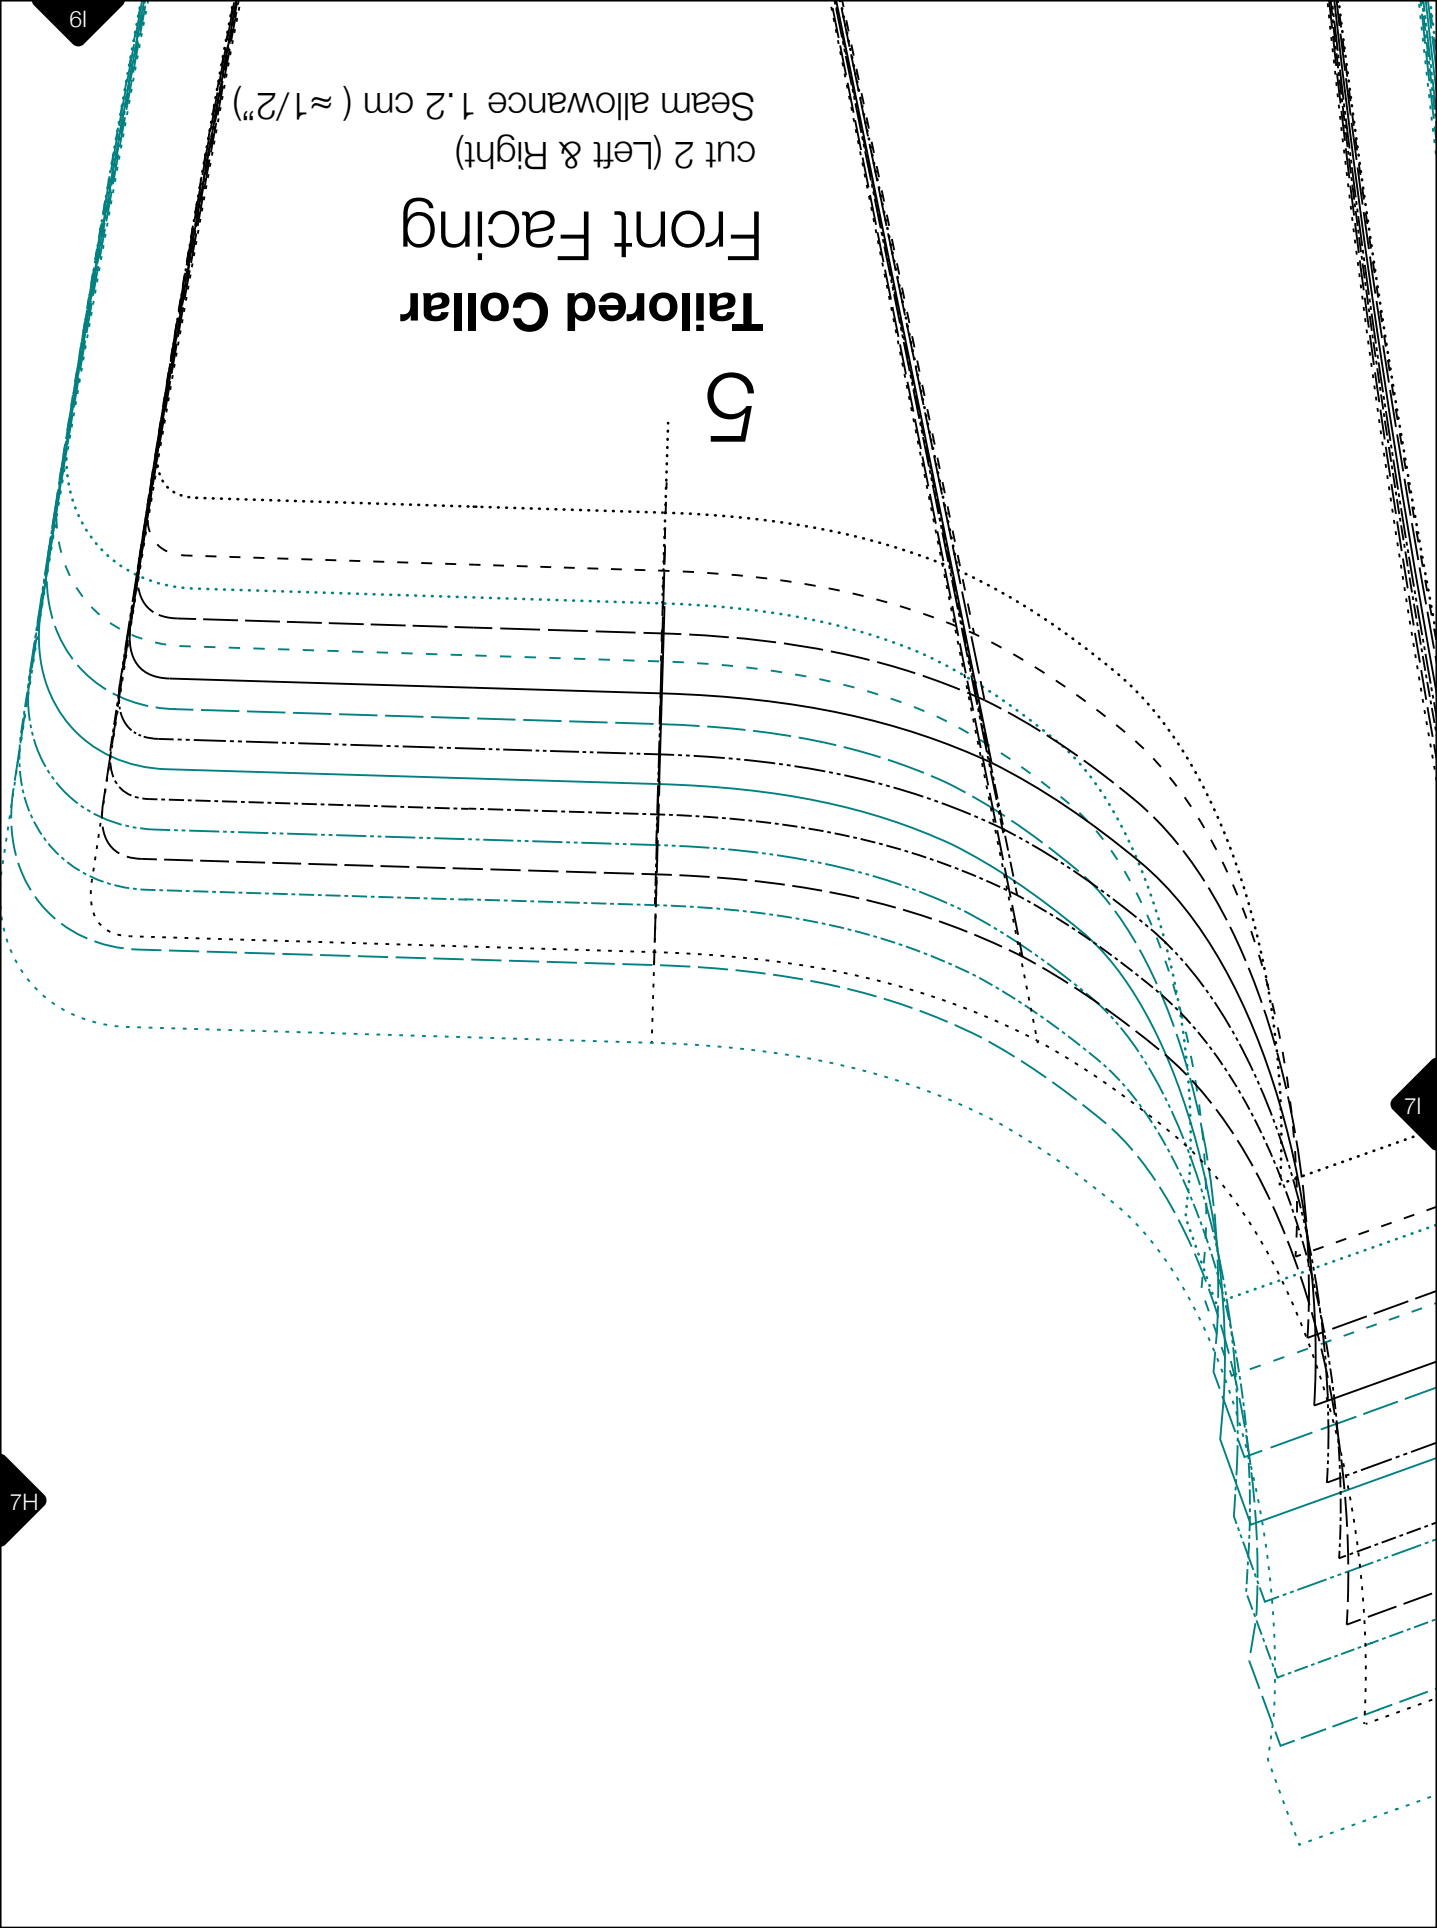 5
Tailored Collar
Front Facing
cut 2 (Left & Right)
Seam allowance 1.2 cm ( ≈1/2”)
6I
7I
7H